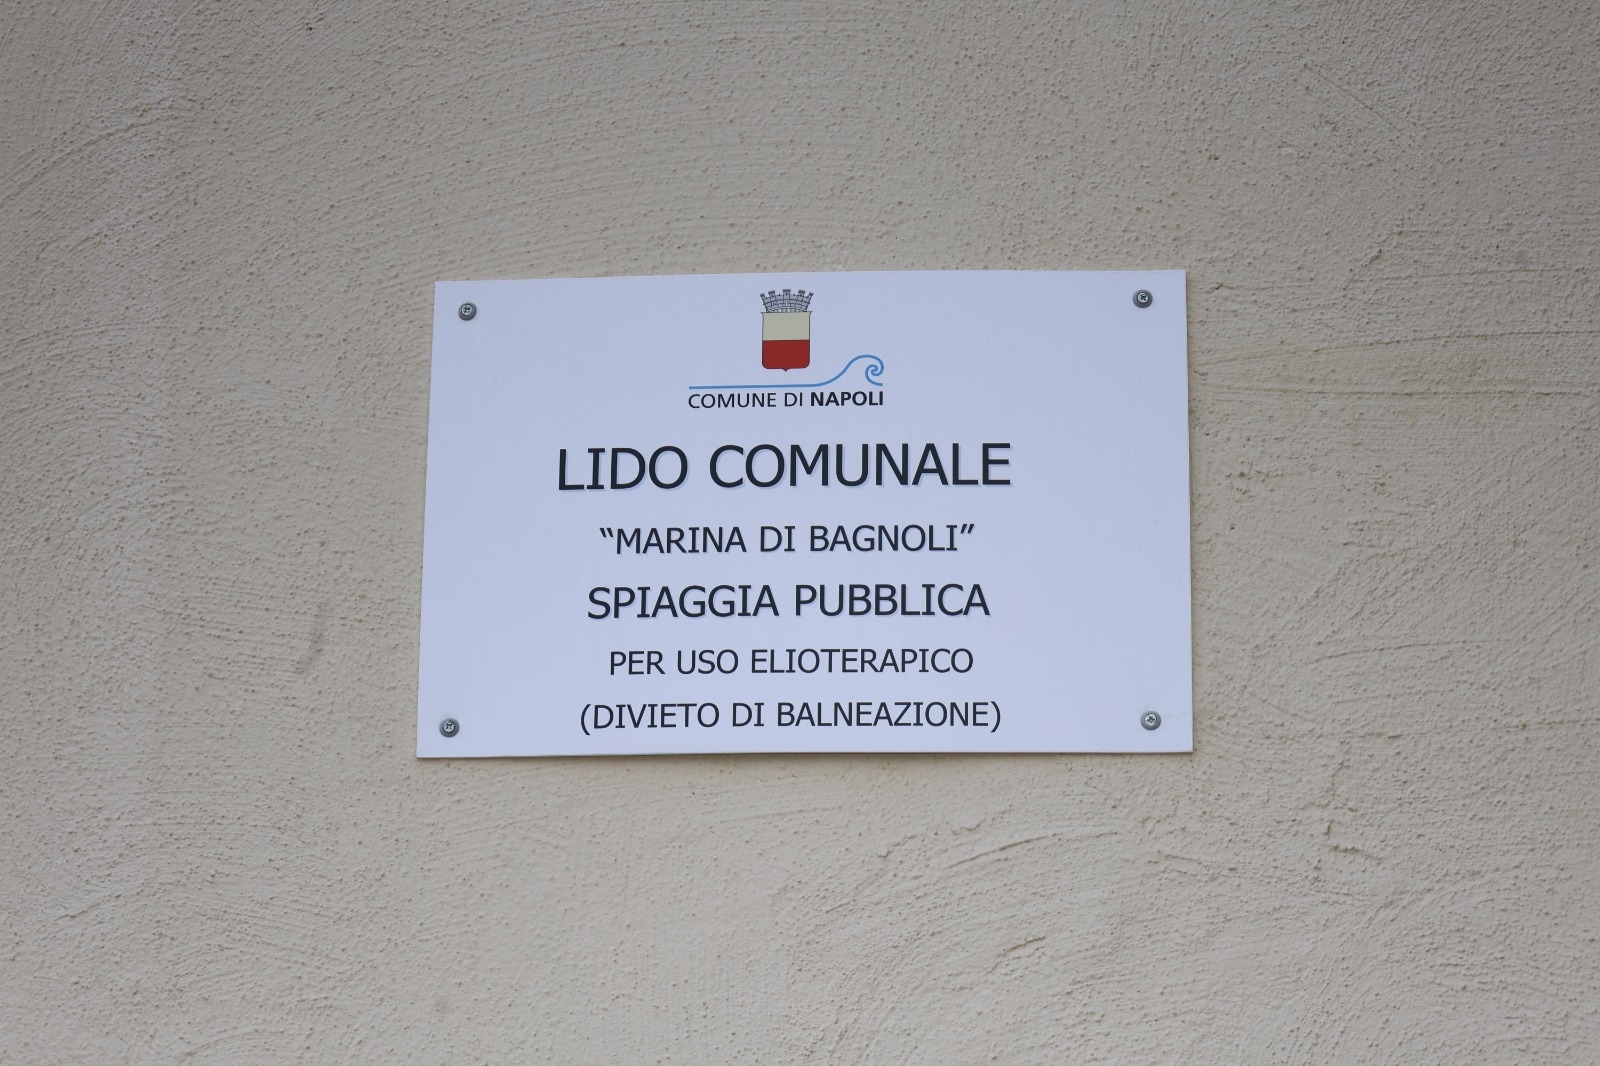 COMUNE DI NAPOLI
LIDO COMUNALE
“MARINA DI BAGNOLI”
SPIAGGIA PUBBLICA
PER USO ELIOTERAPICO
(DIVIETO DI BALNEAZIONE)